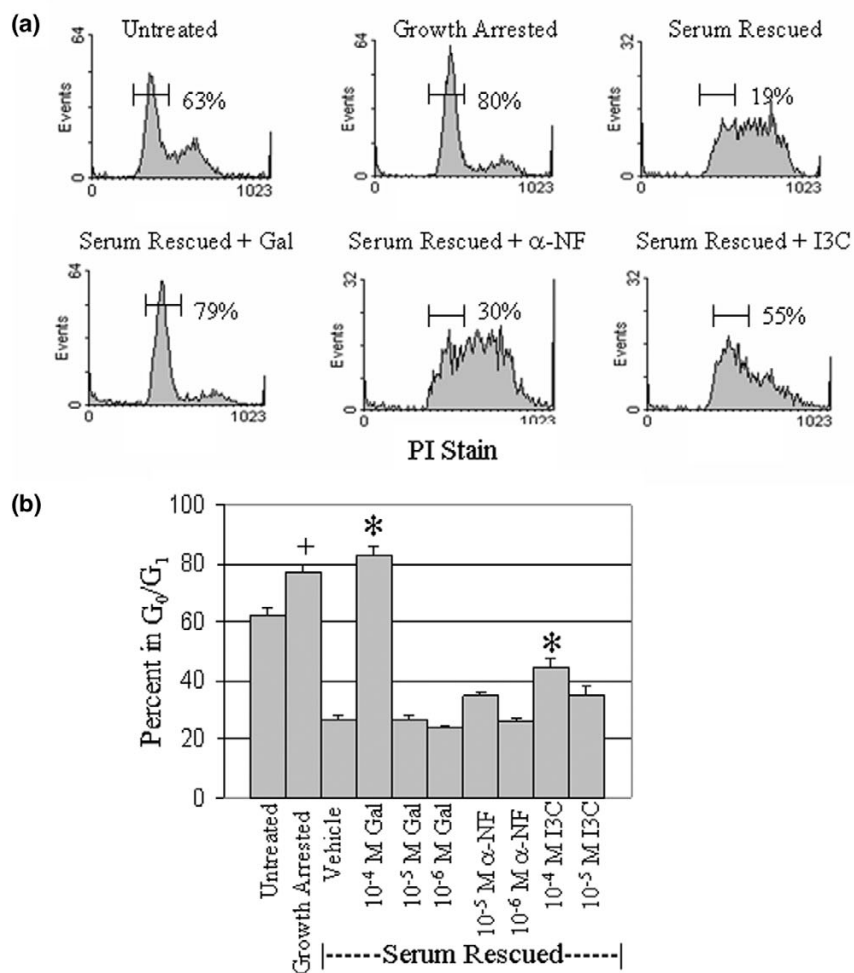 (a)
Untreated
Growth Arrested
Serum Rescued
64
Events
0
63%
0
1023
64
Events
0
80%
0
1023
32
Events
0
19%
0
1023
Serum Rescued + Gal
Serum Rescued + α-NF
Serum Rescued + I3C
64
Events
0
79%
0
1023
32
Events
0
30%
0
1023
32
Events
0
55%
0
1023
PI Stain
(b)
Percent in G₀/G₁
100
80
60
40
20
0
+
*
*
Untreated
Growth Arrested
Vehicle
10⁻⁴ M Gal
10⁻⁵ M Gal
10⁻⁶ M Gal
10⁻⁵ M α-NF
10⁻⁶ M α-NF
10⁻⁴ M I3C
10⁻⁵ M I3C
|------Serum Rescued-----|